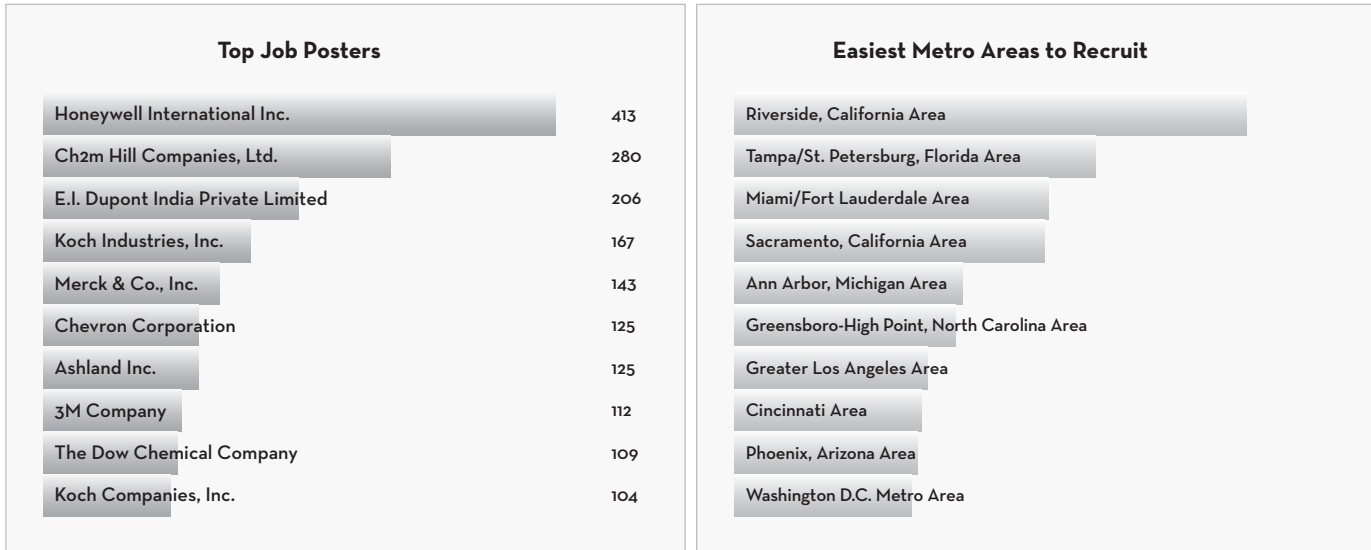 Top Job Posters
Honeywell International Inc. 413
Ch2m Hill Companies, Ltd. 280
E.I. Dupont India Private Limited 206
Koch Industries, Inc. 167
Merck & Co., Inc. 143
Chevron Corporation 125
Ashland Inc. 125
3M Company 112
The Dow Chemical Company 109
Koch Companies, Inc. 104
Easiest Metro Areas to Recruit
Riverside, California Area
Tampa/St. Petersburg, Florida Area
Miami/Fort Lauderdale Area
Sacramento, California Area
Ann Arbor, Michigan Area
Greensboro-High Point, North Carolina Area
Greater Los Angeles Area
Cincinnati Area
Phoenix, Arizona Area
Washington D.C. Metro Area